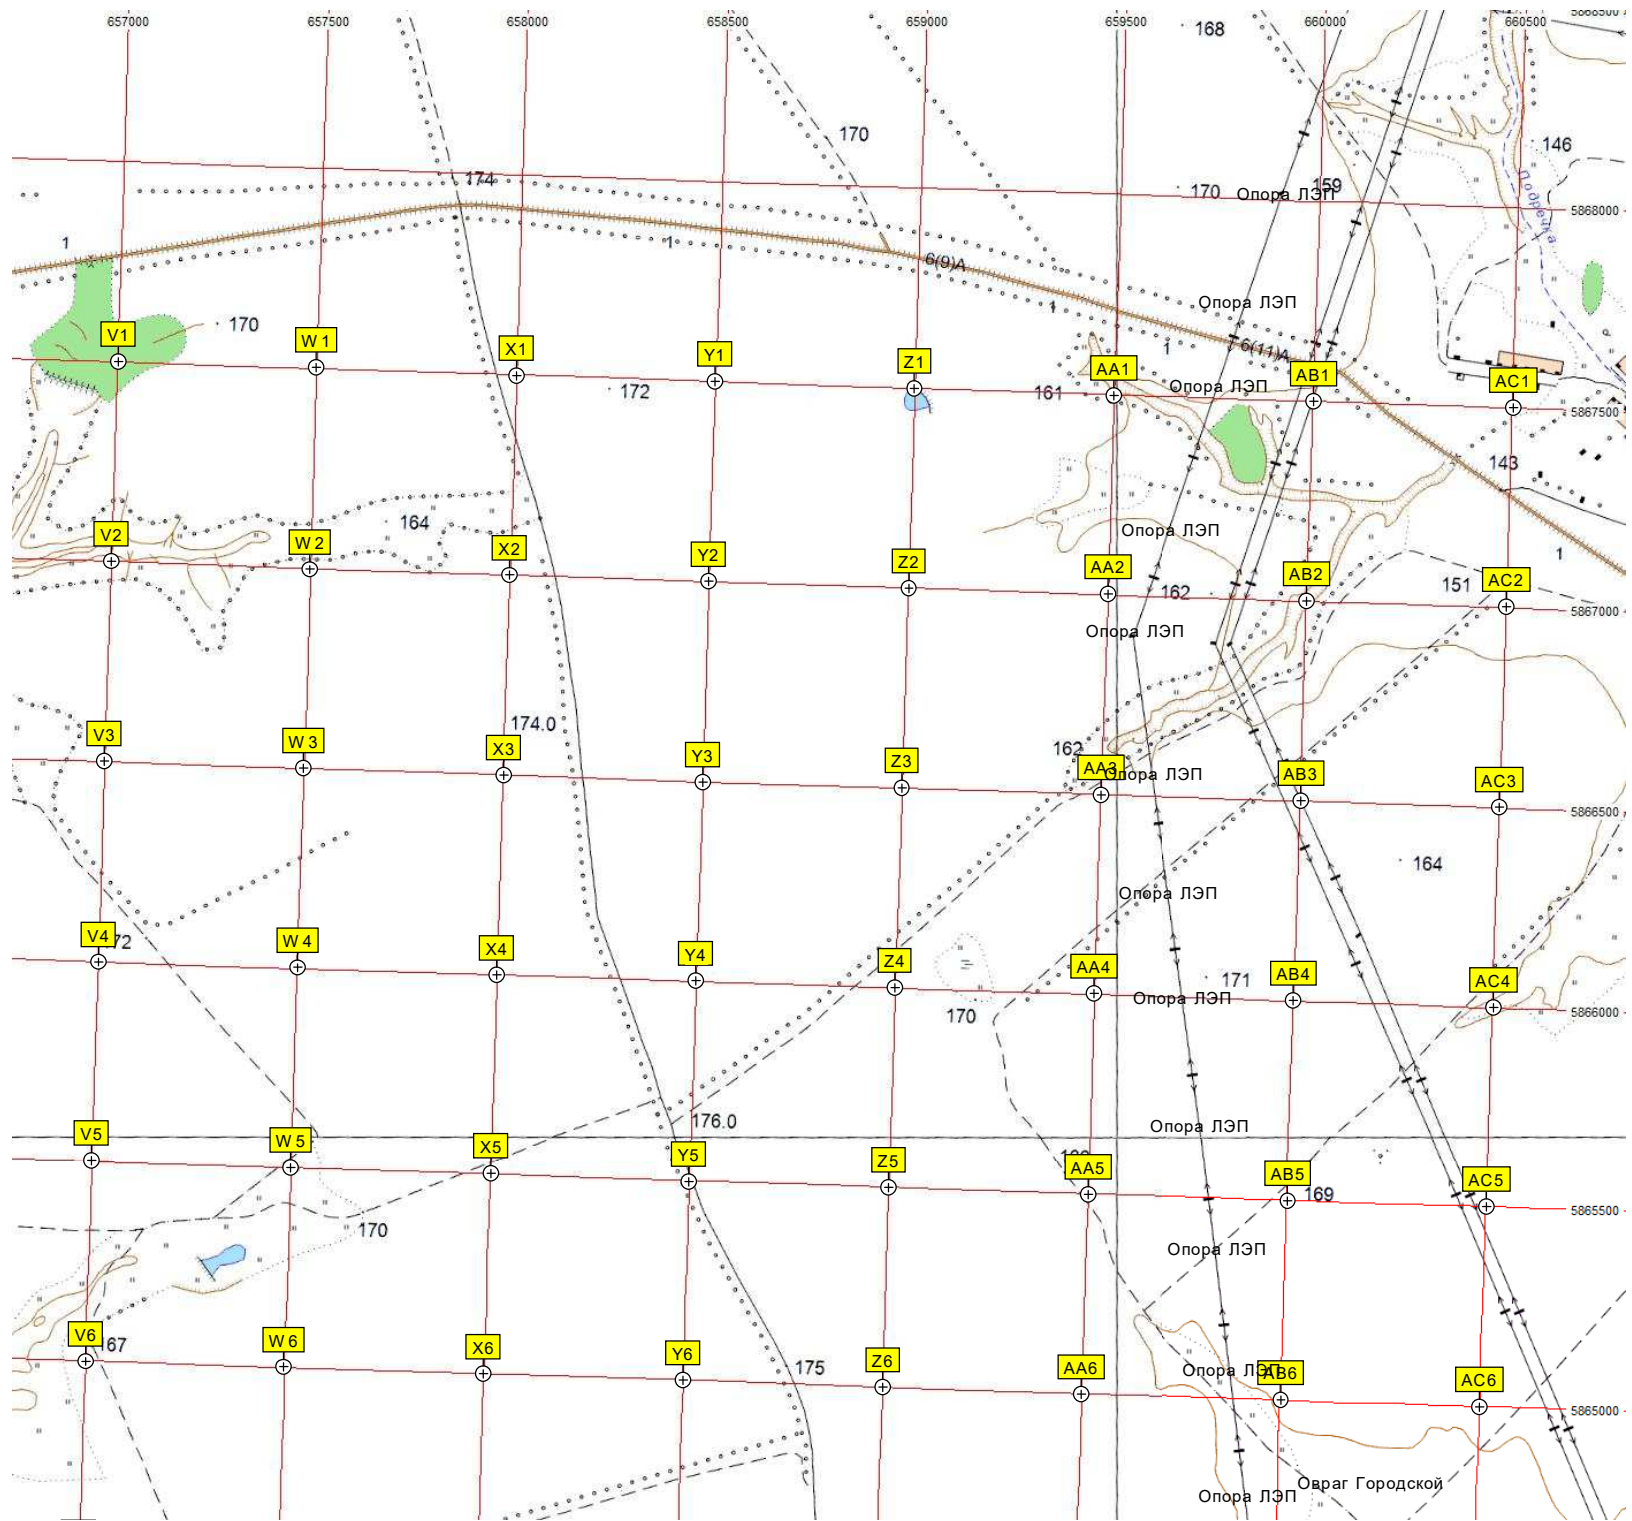 657000 657500 658000 658500 659000 659500 660000 660500
168
170
146
174
170
Опора ЛЭП
159
Подречка
5868000
1
1
6(9)А
Опора ЛЭП
1
170
V1
W1
X1
Y1
Z1
1
6(11)А
AA1
Опора ЛЭП
AB1
AC1
172
161
5867500
143
164
V2
W2
X2
Y2
Z2
Опора ЛЭП
1
AA2
AB2
AC2
162
151
5867000
Опора ЛЭП
174.0
V3
W3
X3
Y3
Z3
162
AA3
Опора ЛЭП
AB3
AC3
5866500
164
Опора ЛЭП
V4
W4
X4
Y4
Z4
AA4
171
AB4
AC4
Опора ЛЭП
170
5866000
176.0
Опора ЛЭП
V5
W5
X5
Y5
Z5
AA5
AB5
AC5
169
5865500
170
Опора ЛЭП
V6
W6
X6
Y6
Z6
AA6
Опора ЛЭП
AB6
AC6
175
5865000
Овраг Городской
Опора ЛЭП